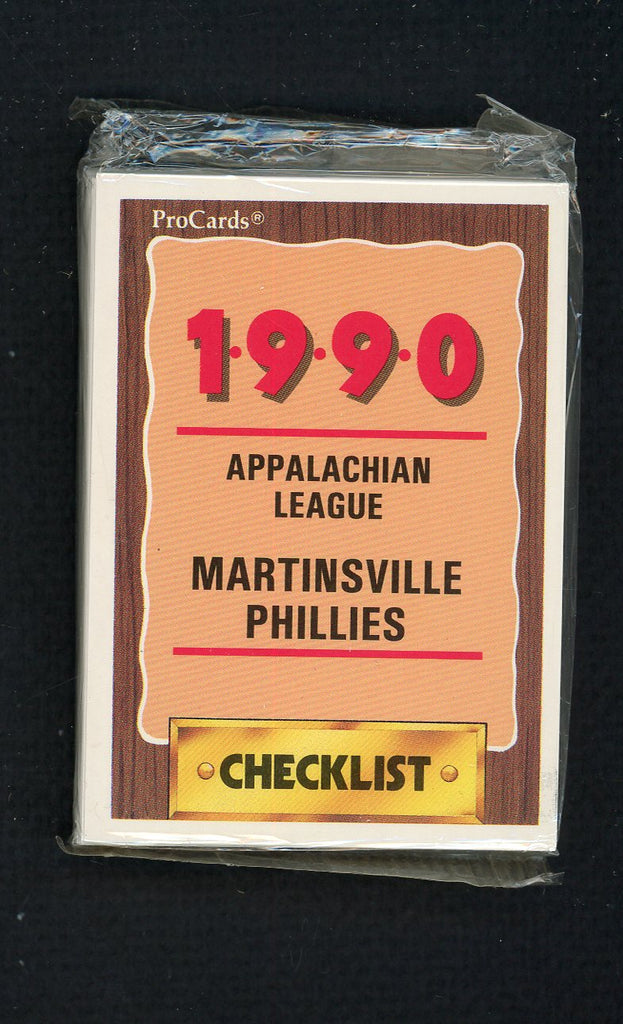 ProCards®
1·9·9·0
APPALACHIAN
LEAGUE
MARTINSVILLE
PHILLIES
CHECKLIST